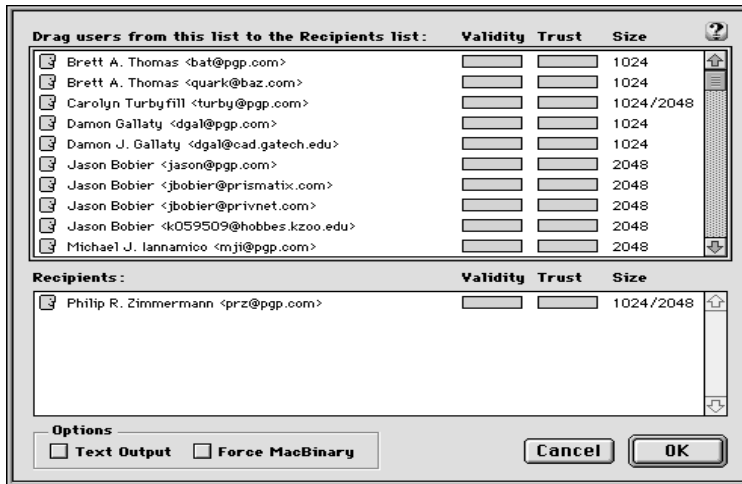 Drag users from this list to the Recipients list: Validity Trust Size ?
Brett A. Thomas <bat@pgp.com> 1024
Brett A. Thomas <quark@baz.com> 1024
Carolyn Turbyfill <turby@pgp.com> 1024/2048
Damon Gallaty <dgal@pgp.com> 1024
Damon J. Gallaty <dgal@cad.gatech.edu> 1024
Jason Bobier <jason@pgp.com> 2048
Jason Bobier <jbobier@prismatix.com> 2048
Jason Bobier <jbobier@privnet.com> 2048
Jason Bobier <k059509@hobbes.kzoo.edu> 2048
Michael J. Iannamico <mji@pgp.com> 2048
Recipients: Validity Trust Size
Philip R. Zimmermann <prz@pgp.com> 1024/2048
Options
Text Output Force MacBinary Cancel OK